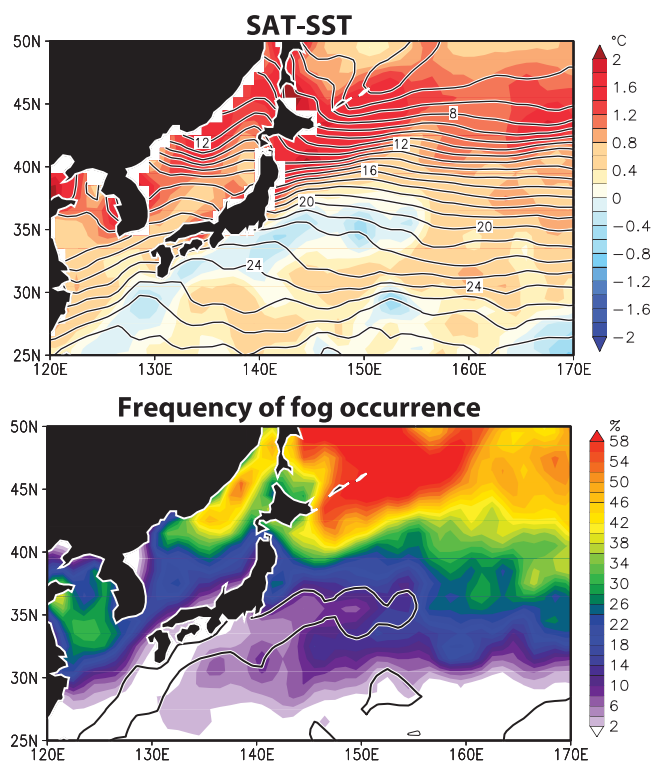 SAT-SST
50N
45N
40N
35N
30N
25N
120E
130E
140E
150E
160E
170E
8
12
12
16
20
20
24
24
°C
2
1.6
1.2
0.8
0.4
0
−0.4
−0.8
−1.2
−1.6
−2
Frequency of fog occurrence
50N
45N
40N
35N
30N
25N
120E
130E
140E
150E
160E
170E
%
58
54
50
46
42
38
34
30
26
22
18
14
10
6
2